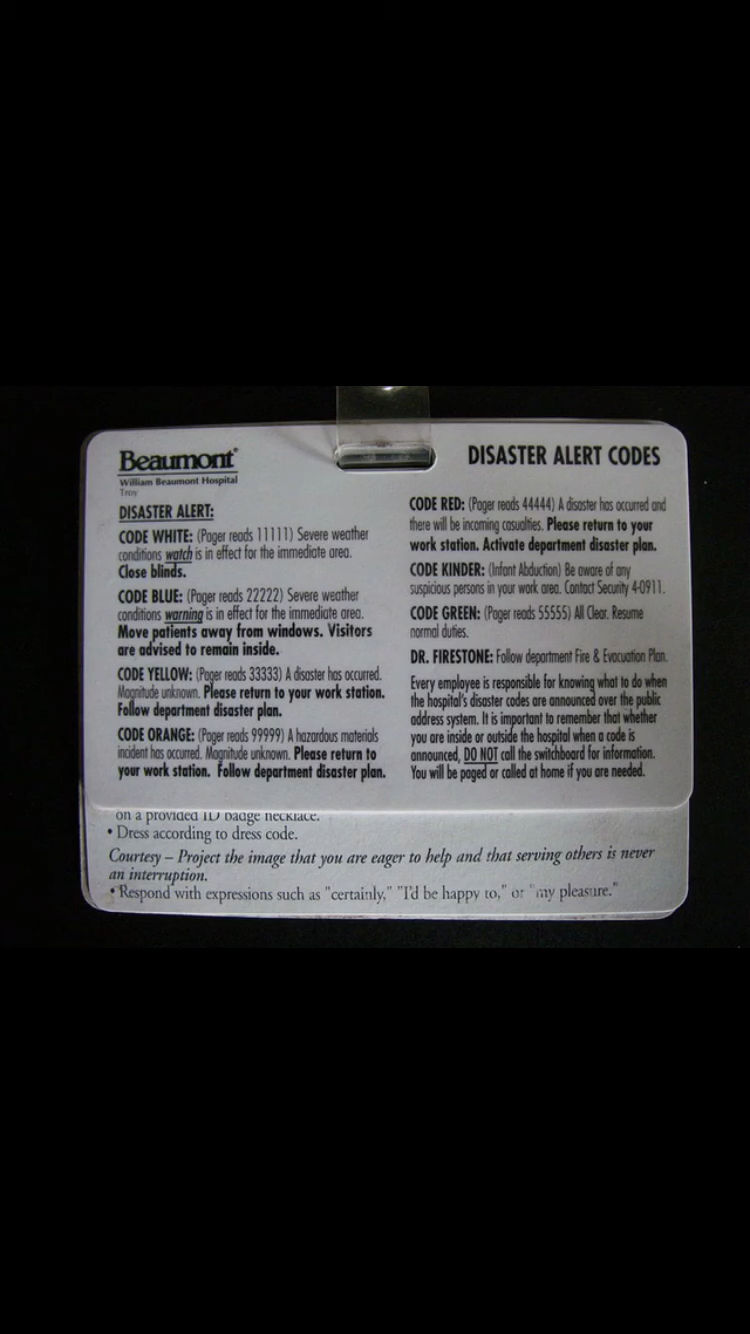 Beaumont®
William Beaumont Hospital
Troy
DISASTER ALERT CODES
DISASTER ALERT:
CODE WHITE: (Pager reads 11111) Severe weather
conditions watch is in effect for the immediate area.
Close blinds.
CODE BLUE: (Pager reads 22222) Severe weather
conditions warning is in effect for the immediate area.
Move patients away from windows. Visitors
are advised to remain inside.
CODE YELLOW: (Pager reads 33333) A disaster has occurred.
Magnitude unknown. Please return to your work station.
Follow department disaster plan.
CODE ORANGE: (Pager reads 99999) A hazardous materials
incident has occurred. Magnitude unknown. Please return to
your work station. Follow department disaster plan.
CODE RED: (Pager reads 44444) A disaster has occurred and
there will be incoming casualties. Please return to your
work station. Activate department disaster plan.
CODE KINDER: (Infant Abduction) Be aware of any
suspicious persons in your work area. Contact Security 4-0911.
CODE GREEN: (Pager reads 55555) All Clear. Resume
normal duties.
DR. FIRESTONE: Follow department Fire & Evacuation Plan.
Every employee is responsible for knowing what to do when
the hospital's disaster codes are announced over the public
address system. It is important to remember that whether
you are inside or outside the hospital when a code is
announced, DO NOT call the switchboard for information.
You will be paged or called at home if you are needed.
on a provided ID badge necklace.
• Dress according to dress code.
Courtesy – Project the image that you are eager to help and that serving others is never
an interruption.
• Respond with expressions such as "certainly," "I'd be happy to," or "my pleasure."